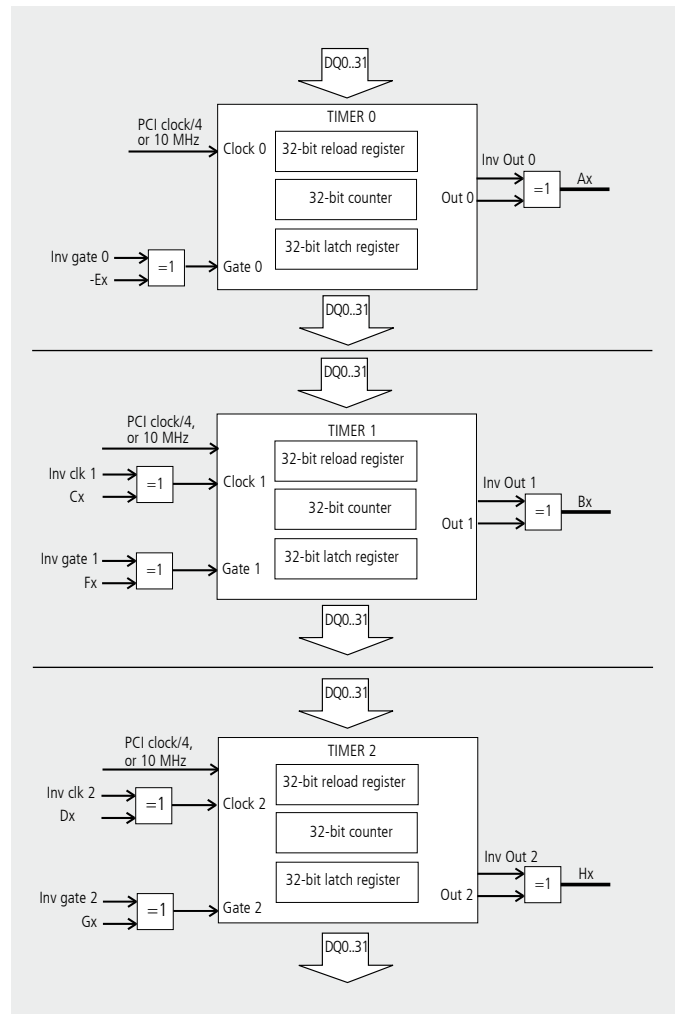 DQ0..31
TIMER 0
PCI clock/4
or 10 MHz
Clock 0
32-bit reload register
Inv Out 0
Ax
=1
32-bit counter
Out 0
32-bit latch register
Inv gate 0
=1
Gate 0
-Ex
DQ0..31
DQ0..31
PCI clock/4,
or 10 MHz
TIMER 1
32-bit reload register
Inv clk 1
=1
Clock 1
Cx
Inv Out 1
Bx
=1
32-bit counter
Out 1
32-bit latch register
Inv gate 1
=1
Gate 1
Fx
DQ0..31
DQ0..31
PCI clock/4,
or 10 MHz
TIMER 2
32-bit reload register
Inv clk 2
=1
Clock 2
Dx
32-bit counter
Inv Out 2
Hx
=1
32-bit latch register
Out 2
Inv gate 2
=1
Gate 2
Gx
DQ0..31